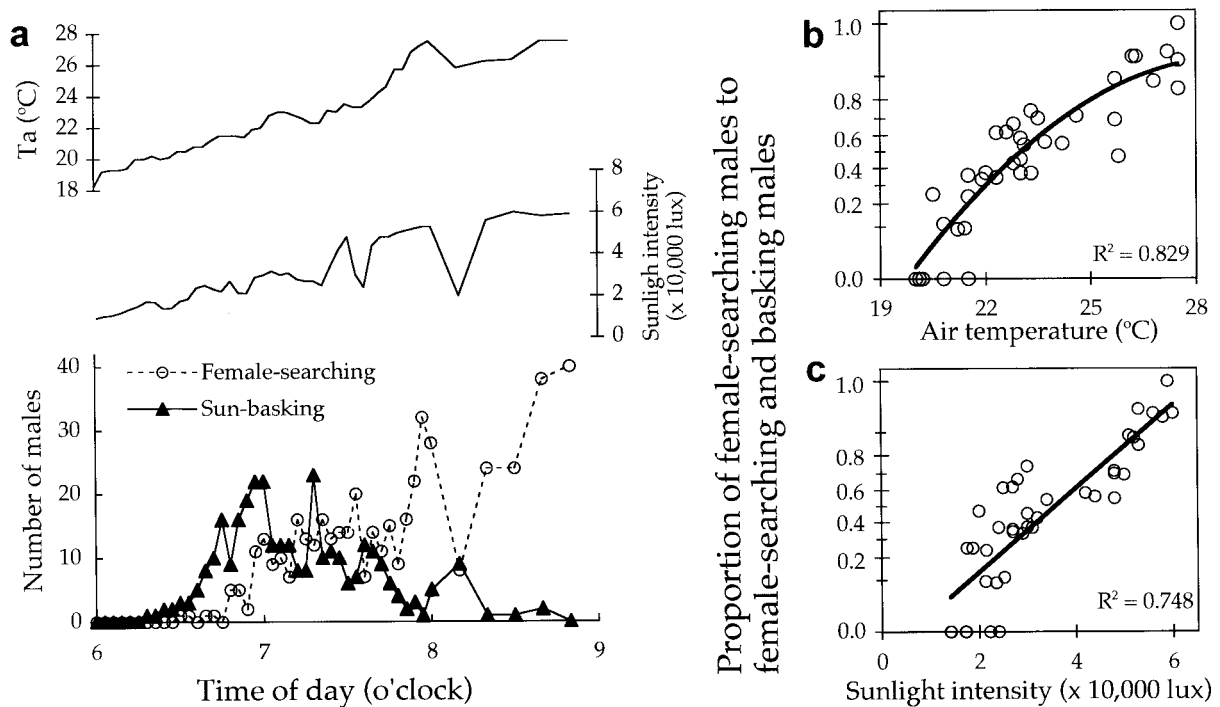 a
28
26
24
22
20
18
Ta (°C)
8
6
4
2
0
Sunligh intensity
(x 10,000 lux)
40
30
20
10
0
Number of males
Female-searching
Sun-basking
6
7
8
9
Time of day (o'clock)
Proportion of female-searching males to
female-searching and basking males
b
1.0
0.8
0.6
0.4
0.2
0.0
R² = 0.829
19
22
25
28
Air temperature (°C)
c
1.0
0.8
0.6
0.4
0.2
0.0
R² = 0.748
0
2
4
6
Sunlight intensity (x 10,000 lux)